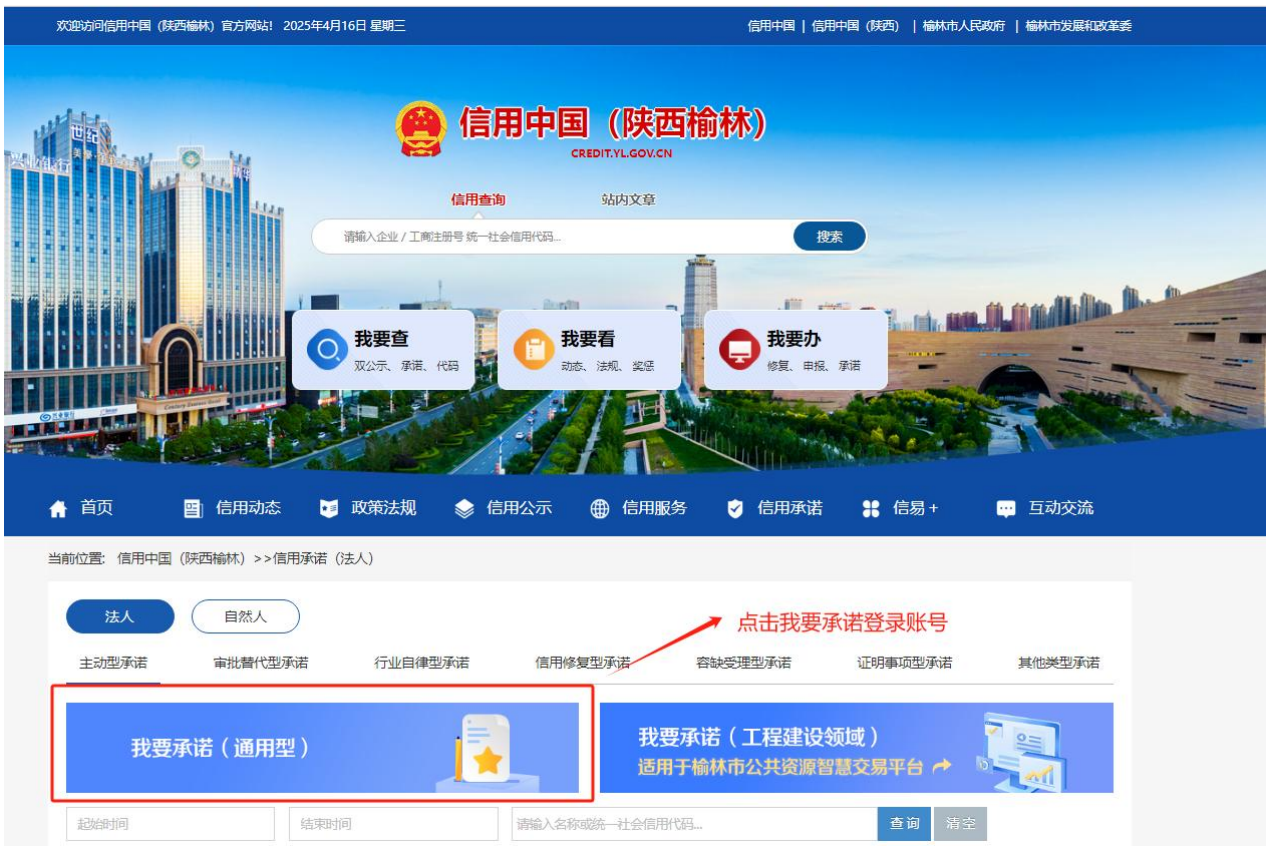 欢迎访问信用中国（陕西榆林）官方网站！ 2025年4月16日 星期三
信用中国 | 信用中国（陕西） | 榆林市人民政府 | 榆林市发展和改革委
信用中国（陕西榆林）
CREDIT.YL.GOV.CN
信用查询 站内文章
请输入企业 / 工商注册号 统一社会信用代码... 搜索
世纪
我要查 我要看 我要办
双公示、承诺、代码 动态、法规、奖惩 修复、申报、承诺
首页 信用动态 政策法规 信用公示 信用服务 信用承诺 信易 + 互动交流
当前位置: 信用中国（陕西榆林）>>信用承诺（法人）
法人 自然人
点击我要承诺登录账号
主动型承诺 审批替代型承诺 行业自律型承诺 信用修复型承诺 容缺受理型承诺 证明事项型承诺 其他类型承诺
我要承诺（通用型）
我要承诺（工程建设领域）
适用于榆林市公共资源智慧交易平台
起始时间 结束时间 请输入名称或统一社会信用代码... 查询 清空